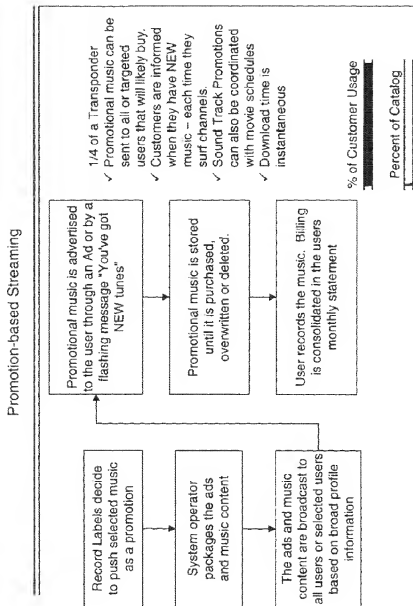 Promotion-based Streaming
Record Labels decide
to push selected music
as a promotion
System operator
packages the ads
and music content
The ads and music
content are broadcast to
all users or selected users
based on broad profile
information
Promotional music is advertised
to the user through an Ad or by a
flashing message "You've got
NEW tunes"
Promotional music is stored
until it is purchased,
overwritten or deleted.
User records the music. Billing
is consolidated in the users
monthly statement
1/4 of a Transponder
✓ Promotional music can be
sent to all or targeted
users that will likely buy.
✓ Customers are informed
when they have NEW
music – each time they
surf channels.
✓ Sound Track Promotions
can also be coordinated
with movie schedules
✓ Download time is
instantaneous
% of Customer Usage
Percent of Catalog